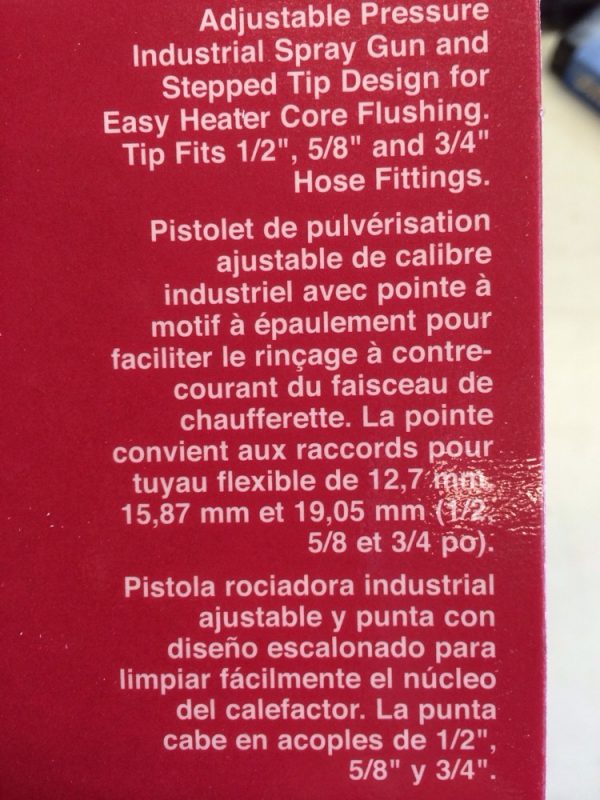 Adjustable Pressure
Industrial Spray Gun and
Stepped Tip Design for
Easy Heater Core Flushing.
Tip Fits 1/2", 5/8" and 3/4"
Hose Fittings.
Pistolet de pulvérisation
ajustable de calibre
industriel avec pointe à
motif à épaulement pour
faciliter le rinçage à contre-
courant du faisceau de
chaufferette. La pointe
convient aux raccords pour
tuyau flexible de 12,7 mm,
15,87 mm et 19,05 mm (1/2,
5/8 et 3/4 po).
Pistola rociadora industrial
ajustable y punta con
diseño escalonado para
limpiar fácilmente el núcleo
del calefactor. La punta
cabe en acoples de 1/2",
5/8" y 3/4".